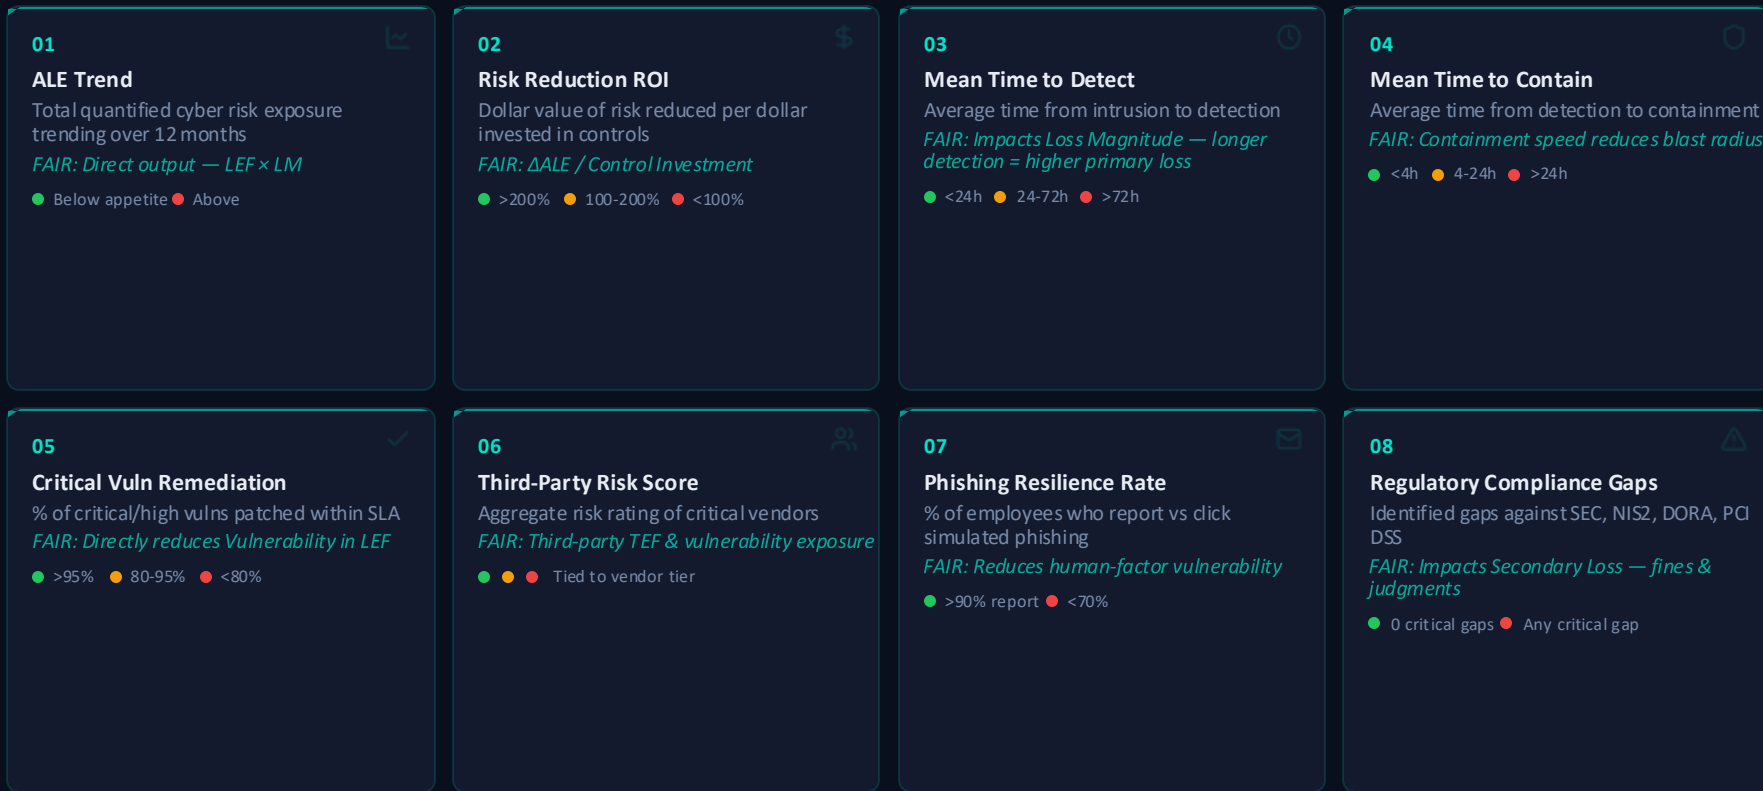 01
ALE Trend
Total quantified cyber risk exposure
trending over 12 months
FAIR: Direct output — LEF × LM
Below appetite Above
02
Risk Reduction ROI
Dollar value of risk reduced per dollar
invested in controls
FAIR: ΔALE / Control Investment
>200% 100-200% <100%
03
Mean Time to Detect
Average time from intrusion to detection
FAIR: Impacts Loss Magnitude — longer
detection = higher primary loss
<24h 24-72h >72h
04
Mean Time to Contain
Average time from detection to containment
FAIR: Containment speed reduces blast radius
<4h 4-24h >24h
05
Critical Vuln Remediation
% of critical/high vulns patched within SLA
FAIR: Directly reduces Vulnerability in LEF
>95% 80-95% <80%
06
Third-Party Risk Score
Aggregate risk rating of critical vendors
FAIR: Third-party TEF & vulnerability exposure
Tied to vendor tier
07
Phishing Resilience Rate
% of employees who report vs click
simulated phishing
FAIR: Reduces human-factor vulnerability
>90% report <70%
08
Regulatory Compliance Gaps
Identified gaps against SEC, NIS2, DORA, PCI
DSS
FAIR: Impacts Secondary Loss — fines &
judgments
0 critical gaps Any critical gap